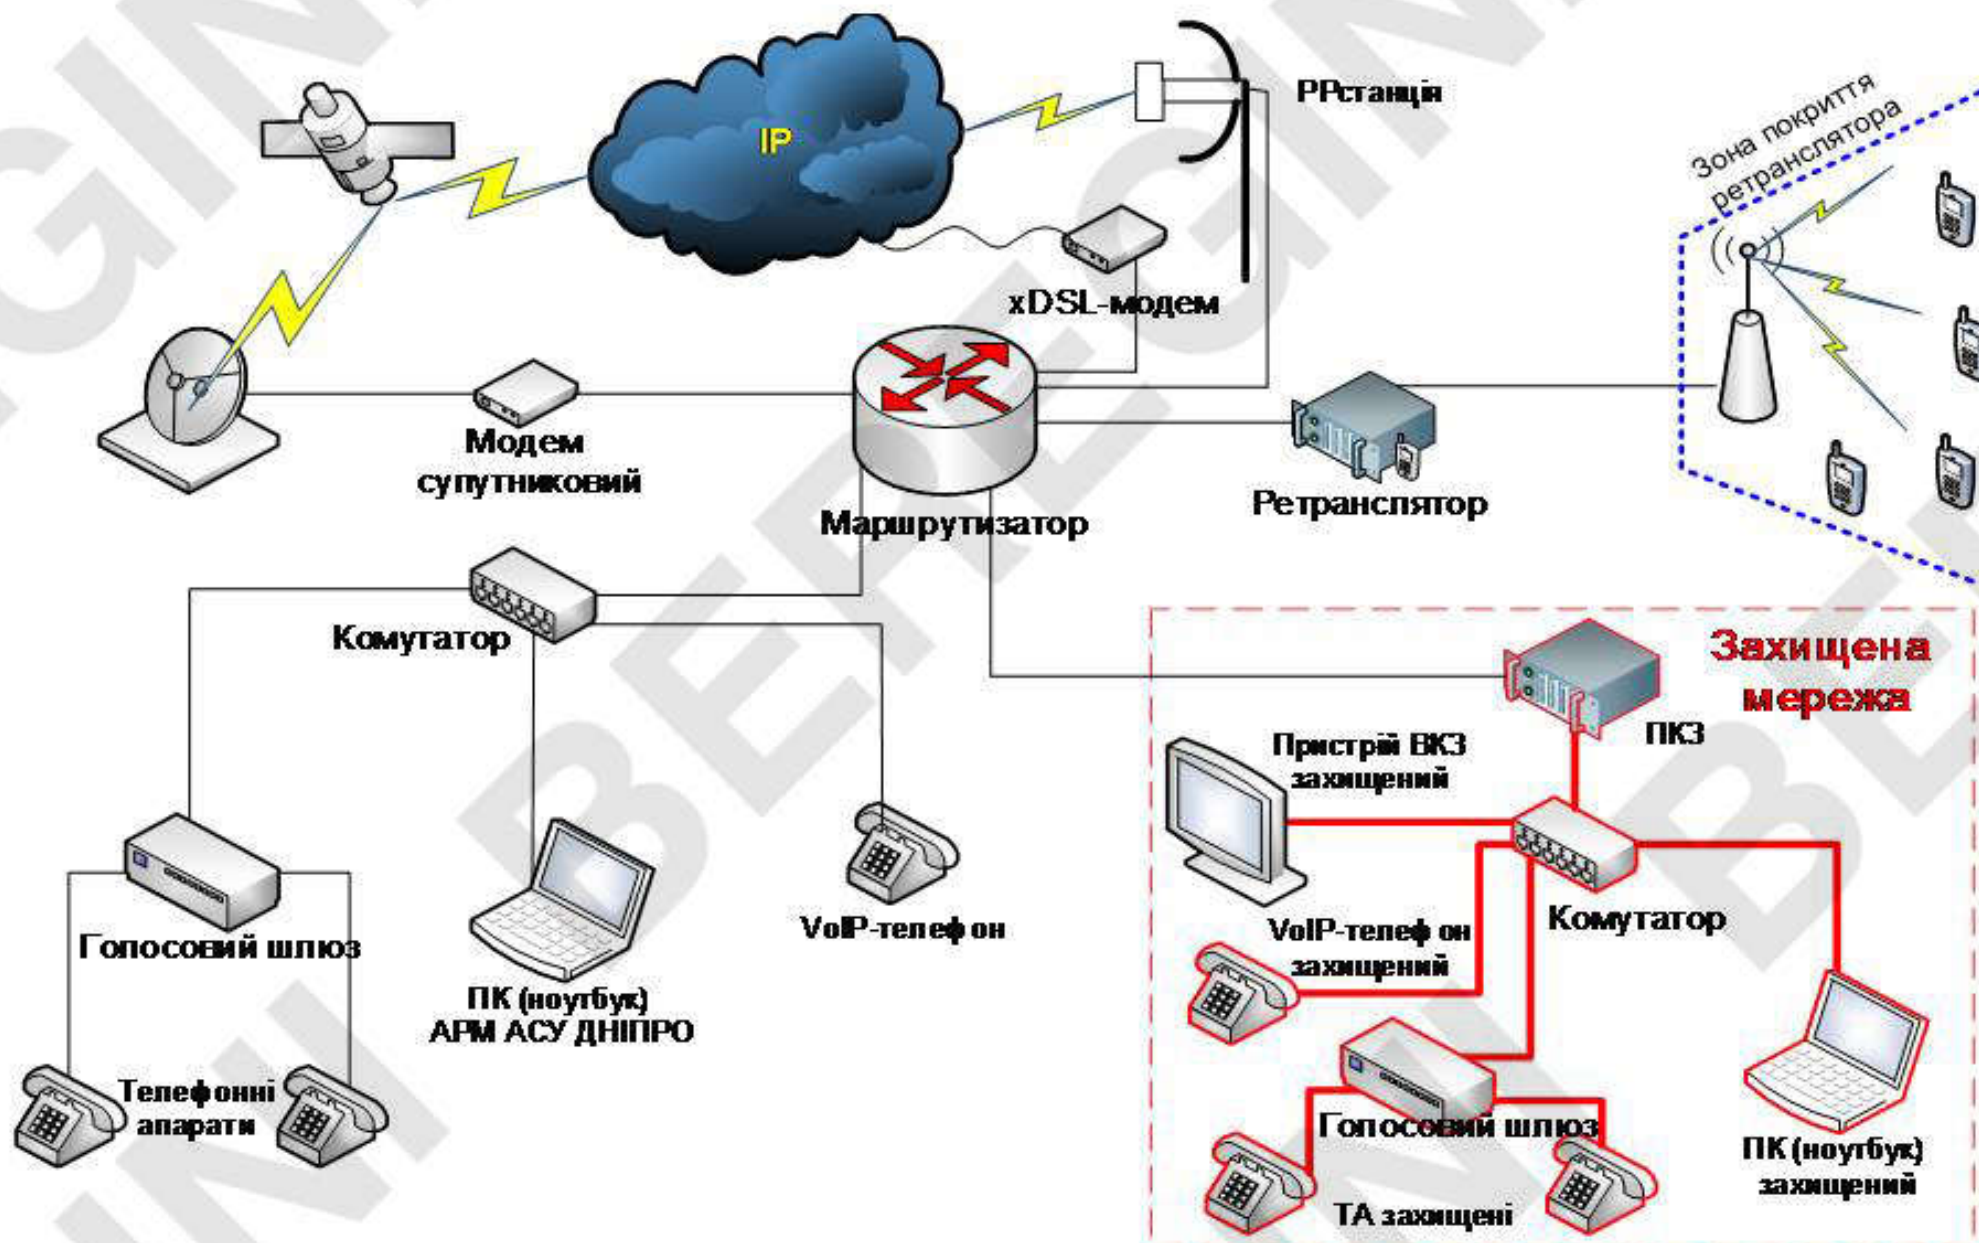 IP
РРстанція
Зона покриття
ретранслятора
xDSL-модем
Модем
супутниковий
Маршрутизатор
Ретранслятор
Комутатор
Захищена
мережа
ПКЗ
Пристрій ВКЗ
захищений
Комутатор
VoIP-телефон
VoIP-телефон
захищений
Голосовий шлюз
ПК (ноутбук)
АРМ АСУ ДНІПРО
Телефонні
апарати
Голосовий шлюз
ПК (ноутбук)
захищений
ТА захищені
BEREGINI